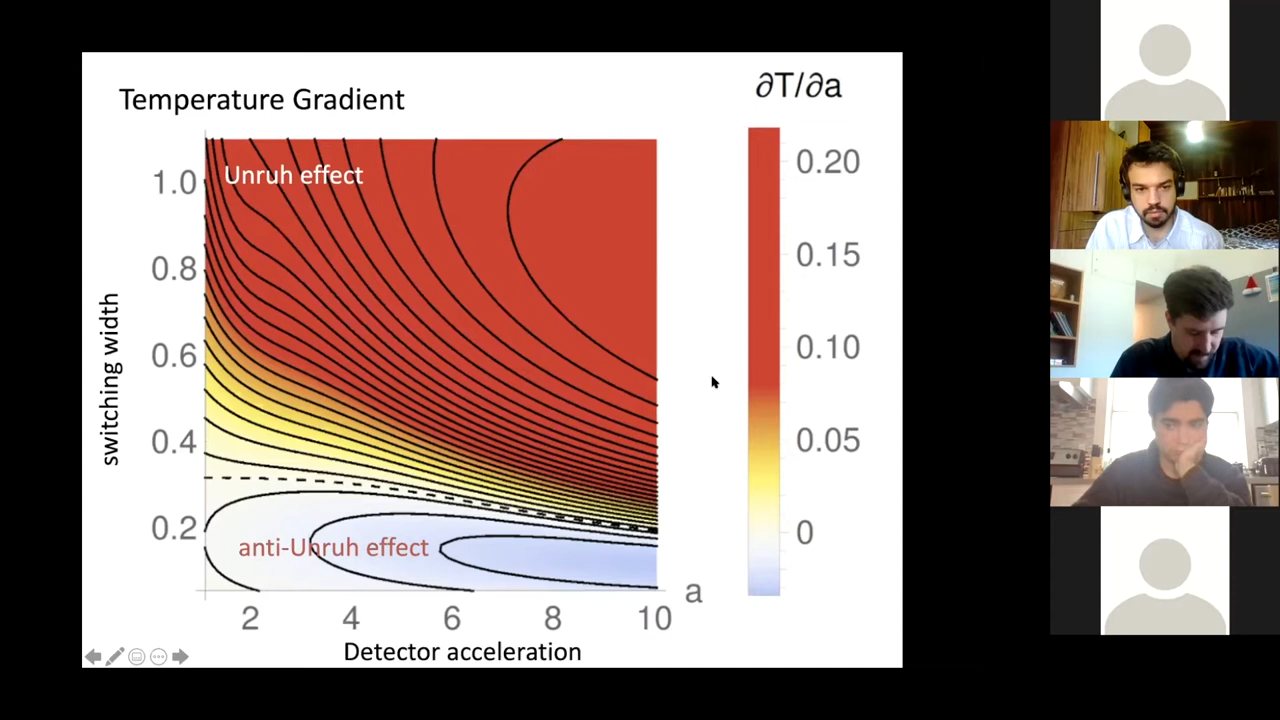 Temperature Gradient
∂T/∂a
Unruh effect
anti-Unruh effect
switching width
1.0
0.8
0.6
0.4
0.2
2 4 6 8 10
a
Detector acceleration
0.20
0.15
0.10
0.05
0